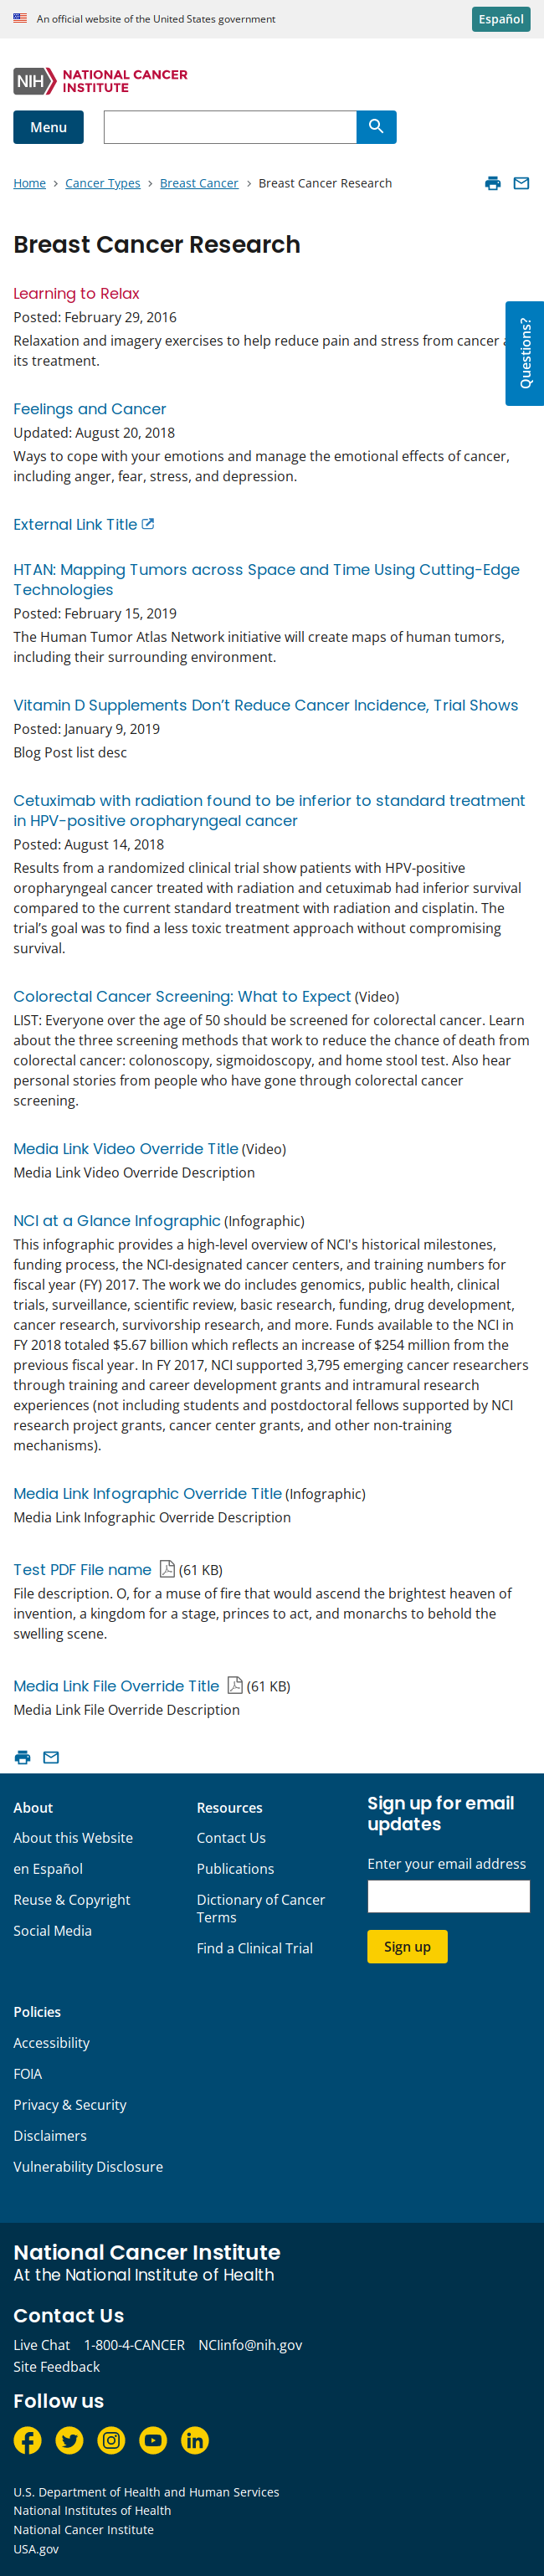 An official website of the United States government
Español
NIH
NATIONAL CANCER
INSTITUTE
Menu
Home
Cancer Types
Breast Cancer
Breast Cancer Research
Breast Cancer Research
Learning to Relax
Posted: February 29, 2016
Relaxation and imagery exercises to help reduce pain and stress from cancer
its treatment.
Questions?
Feelings and Cancer
Updated: August 20, 2018
Ways to cope with your emotions and manage the emotional effects of cancer,
including anger, fear, stress, and depression.
External Link Title
HTAN: Mapping Tumors across Space and Time Using Cutting-Edge
Technologies
Posted: February 15, 2019
The Human Tumor Atlas Network initiative will create maps of human tumors,
including their surrounding environment.
Vitamin D Supplements Don’t Reduce Cancer Incidence, Trial Shows
Posted: January 9, 2019
Blog Post list desc
Cetuximab with radiation found to be inferior to standard treatment
in HPV-positive oropharyngeal cancer
Posted: August 14, 2018
Results from a randomized clinical trial show patients with HPV-positive
oropharyngeal cancer treated with radiation and cetuximab had inferior survival
compared to the current standard treatment with radiation and cisplatin. The
trial’s goal was to find a less toxic treatment approach without compromising
survival.
Colorectal Cancer Screening: What to Expect (Video)
LIST: Everyone over the age of 50 should be screened for colorectal cancer. Learn
about the three screening methods that work to reduce the chance of death from
colorectal cancer: colonoscopy, sigmoidoscopy, and home stool test. Also hear
personal stories from people who have gone through colorectal cancer
screening.
Media Link Video Override Title (Video)
Media Link Video Override Description
NCI at a Glance Infographic (Infographic)
This infographic provides a high-level overview of NCI's historical milestones,
funding process, the NCI-designated cancer centers, and training numbers for
fiscal year (FY) 2017. The work we do includes genomics, public health, clinical
trials, surveillance, scientific review, basic research, funding, drug development,
cancer research, survivorship research, and more. Funds available to the NCI in
FY 2018 totaled $5.67 billion which reflects an increase of $254 million from the
previous fiscal year. In FY 2017, NCI supported 3,795 emerging cancer researchers
through training and career development grants and intramural research
experiences (not including students and postdoctoral fellows supported by NCI
research project grants, cancer center grants, and other non-training
mechanisms).
Media Link Infographic Override Title (Infographic)
Media Link Infographic Override Description
Test PDF File name (61 KB)
File description. O, for a muse of fire that would ascend the brightest heaven of
invention, a kingdom for a stage, princes to act, and monarchs to behold the
swelling scene.
Media Link File Override Title (61 KB)
Media Link File Override Description
About
About this Website
en Español
Reuse & Copyright
Social Media
Resources
Contact Us
Publications
Dictionary of Cancer
Terms
Find a Clinical Trial
Sign up for email
updates
Enter your email address
Sign up
Policies
Accessibility
FOIA
Privacy & Security
Disclaimers
Vulnerability Disclosure
National Cancer Institute
At the National Institute of Health
Contact Us
Live Chat 1-800-4-CANCER NCIinfo@nih.gov
Site Feedback
Follow us
U.S. Department of Health and Human Services
National Institutes of Health
National Cancer Institute
USA.gov